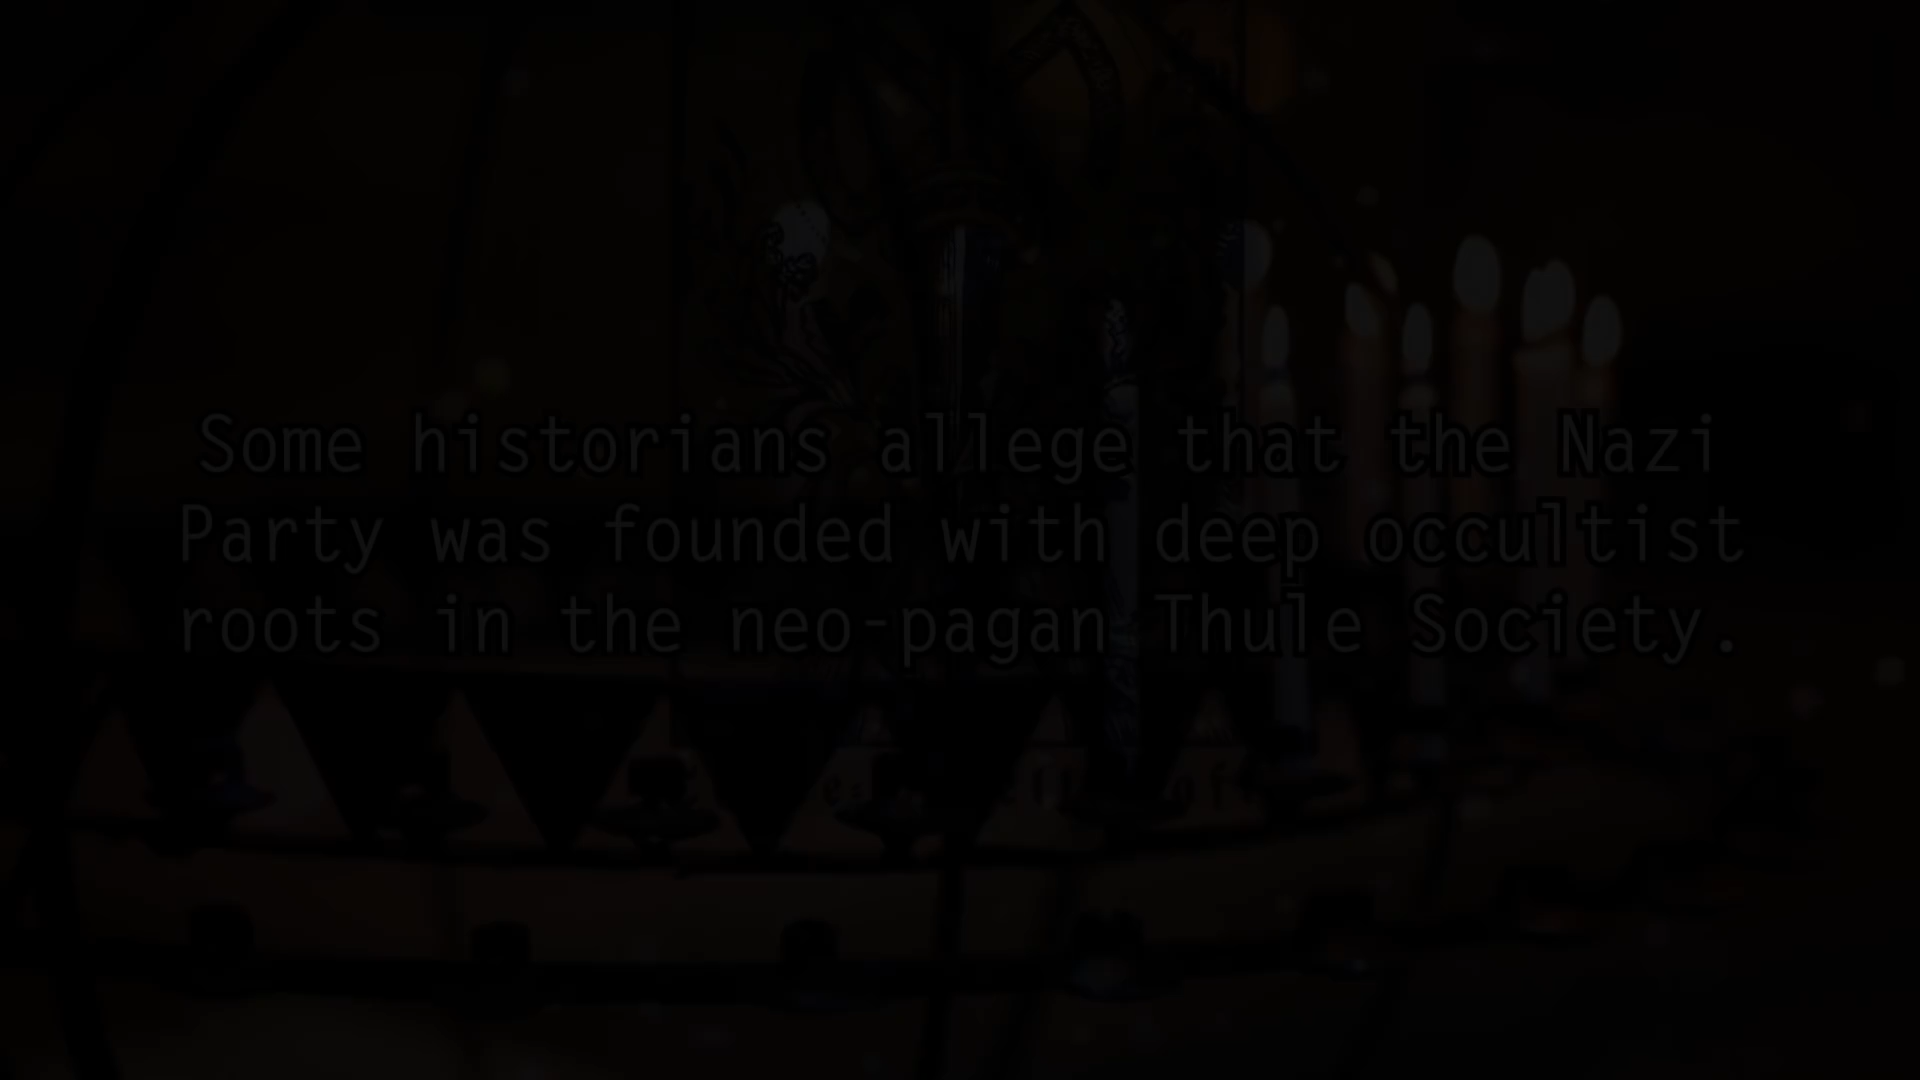 Some historians allege that the Nazi
Party was founded with deep occultist
roots in the neo-pagan Thule Society.